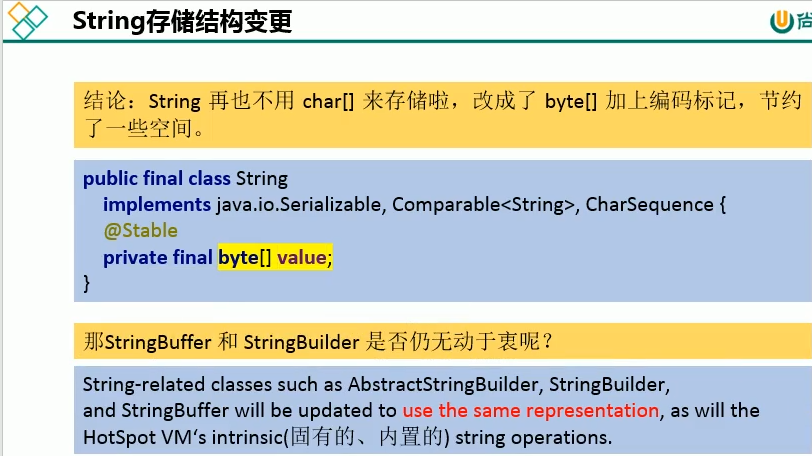 String存储结构变更
尚
结论：String 再也不用 char[] 来存储啦，改成了 byte[] 加上编码标记，节约
了一些空间。
public final class String
implements java.io.Serializable, Comparable<String>, CharSequence {
@Stable
private final byte[] value;
}
那StringBuffer 和 StringBuilder 是否仍无动于衷呢？
String-related classes such as AbstractStringBuilder, StringBuilder,
and StringBuffer will be updated to use the same representation, as will the
HotSpot VM‘s intrinsic(固有的、内置的) string operations.